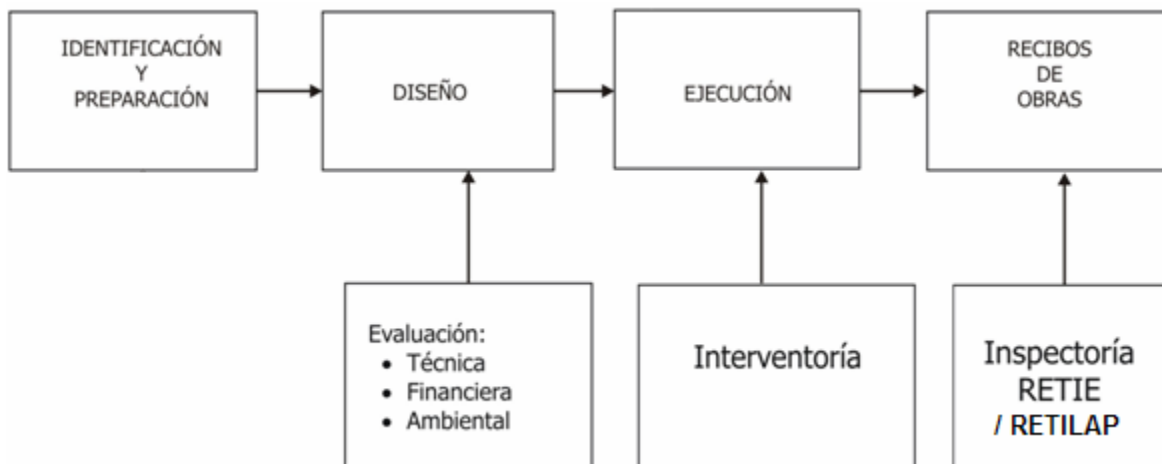 IDENTIFICACIÓN
Y
PREPARACIÓN
DISEÑO
EJECUCIÓN
RECIBOS
DE
OBRAS
Evaluación:
• Técnica
• Financiera
• Ambiental
Interventoría
Inspectoría
RETIE
/ RETILAP